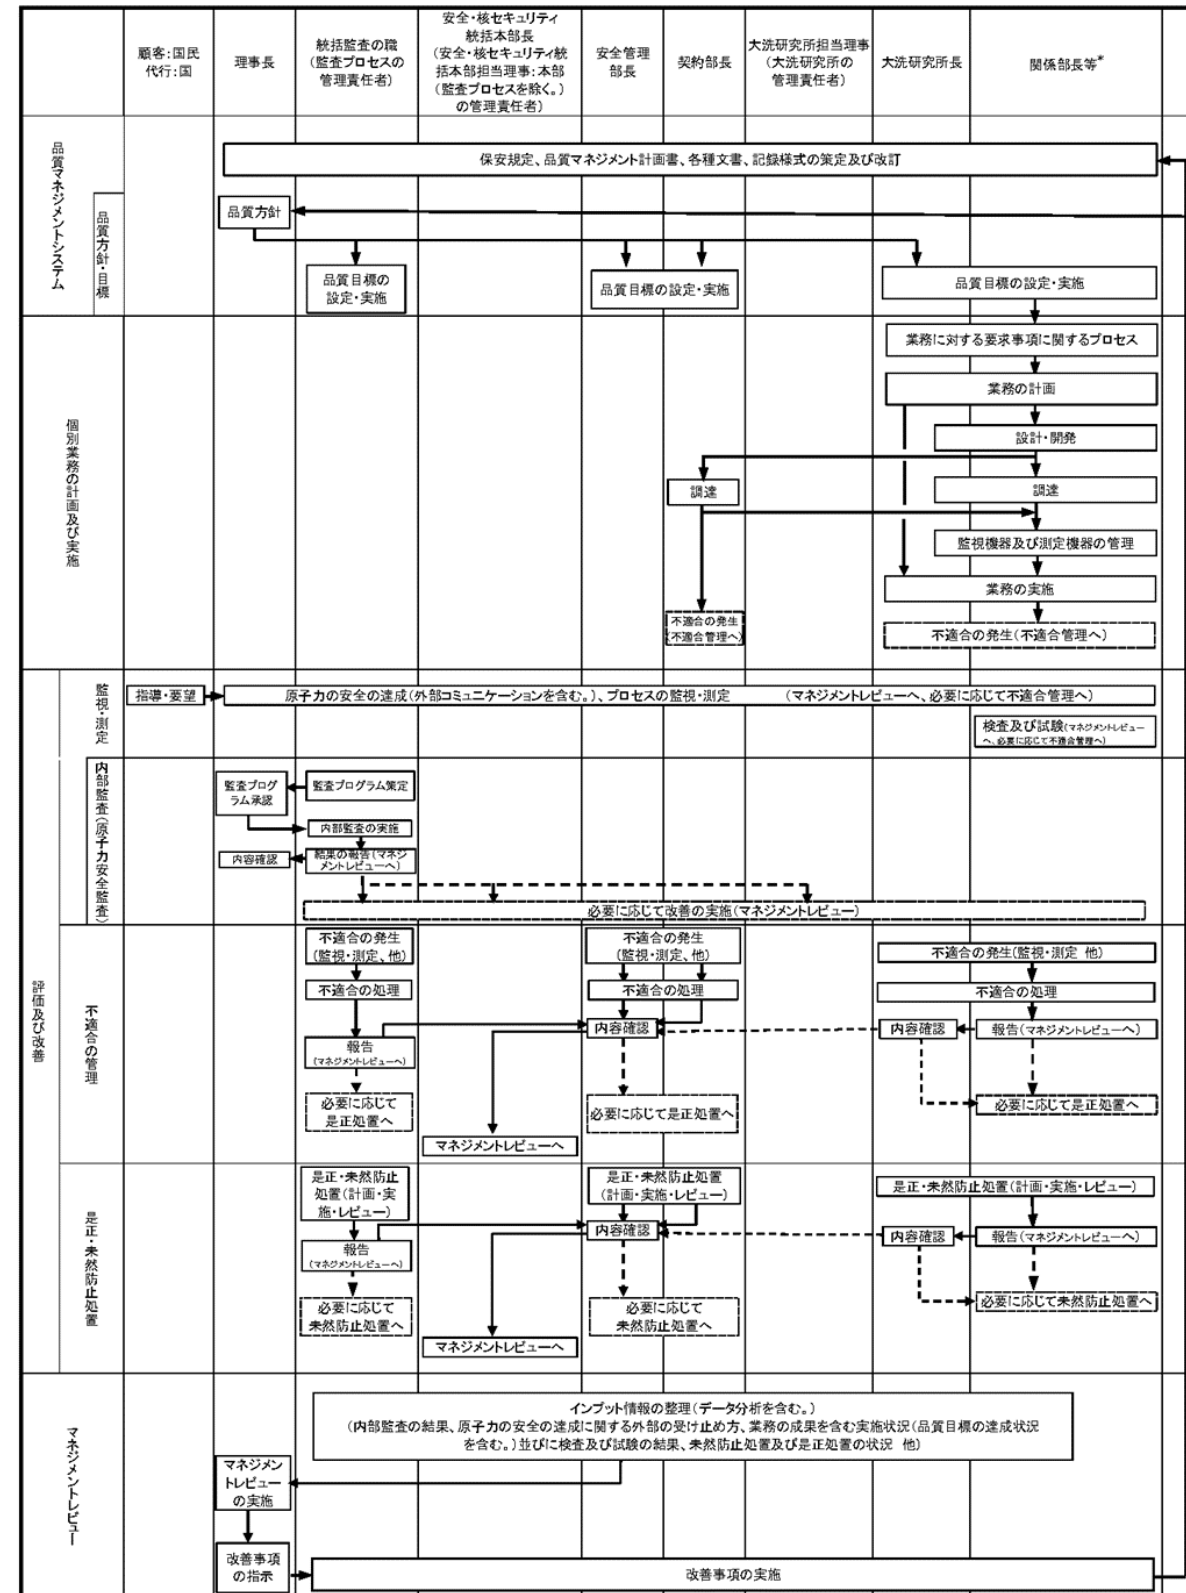 顧客:国民
代行:国
理事長
統括監査の職
(監査プロセスの
管理責任者)
安全・核セキュリティ
統括本部長
(安全・核セキュリティ統
括本部担当理事:本部
(監査プロセスを除く。)
の管理責任者)
安全管理
部長
契約部長
大洗研究所担当理事
(大洗研究所の
管理責任者)
大洗研究所長
関係部長等*
品質マネジメントシステム
品質方針・目標
保安規定、品質マネジメント計画書、各種文書、記録様式の策定及び改訂
品質方針
品質目標の
設定・実施
品質目標の設定・実施
品質目標の設定・実施
個別業務の計画及び実施
業務に対する要求事項に関するプロセス
業務の計画
設計・開発
調達
調達
監視機器及び測定機器の管理
業務の実施
不適合の発生
(不適合管理へ)
不適合の発生(不適合管理へ)
評価及び改善
監視・測定
指導・要望
原子力の安全の達成(外部コミュニケーションを含む。)、プロセスの監視・測定 (マネジメントレビューへ、必要に応じて不適合管理へ)
検査及び試験(マネジメントレビュー
へ、必要に応じて不適合管理へ)
内部監査(原子力安全監査)
監査プログ
ラム承認
監査プログラム策定
内部監査の実施
内容確認
結果の報告(マネジ
メントレビューへ)
必要に応じて改善の実施(マネジメントレビュー)
不適合の管理
不適合の発生
(監視・測定、他)
不適合の発生
(監視・測定、他)
不適合の発生(監視・測定 他)
不適合の処理
不適合の処理
不適合の処理
報告
(マネジメントレビューへ)
内容確認
内容確認
報告(マネジメントレビューへ)
必要に応じて
是正処置へ
必要に応じて是正処置へ
必要に応じて是正処置へ
マネジメントレビューへ
是正・未然防止処置
是正・未然防止
処置(計画・実
施・レビュー)
是正・未然防止処置
(計画・実施・レビュー)
是正・未然防止処置(計画・実施・レビュー)
報告
(マネジメントレビューへ)
内容確認
内容確認
報告(マネジメントレビューへ)
必要に応じて
未然防止処置へ
必要に応じて
未然防止処置へ
必要に応じて未然防止処置へ
マネジメントレビューへ
マネジメントレビュー
インプット情報の整理(データ分析を含む。)
(内部監査の結果、原子力の安全の達成に関する外部の受け止め方、業務の成果を含む実施状況(品質目標の達成状況
を含む。)並びに検査及び試験の結果、未然防止処置及び是正処置の状況 他)
マネジメン
トレビュー
の実施
改善事項
の指示
改善事項の実施